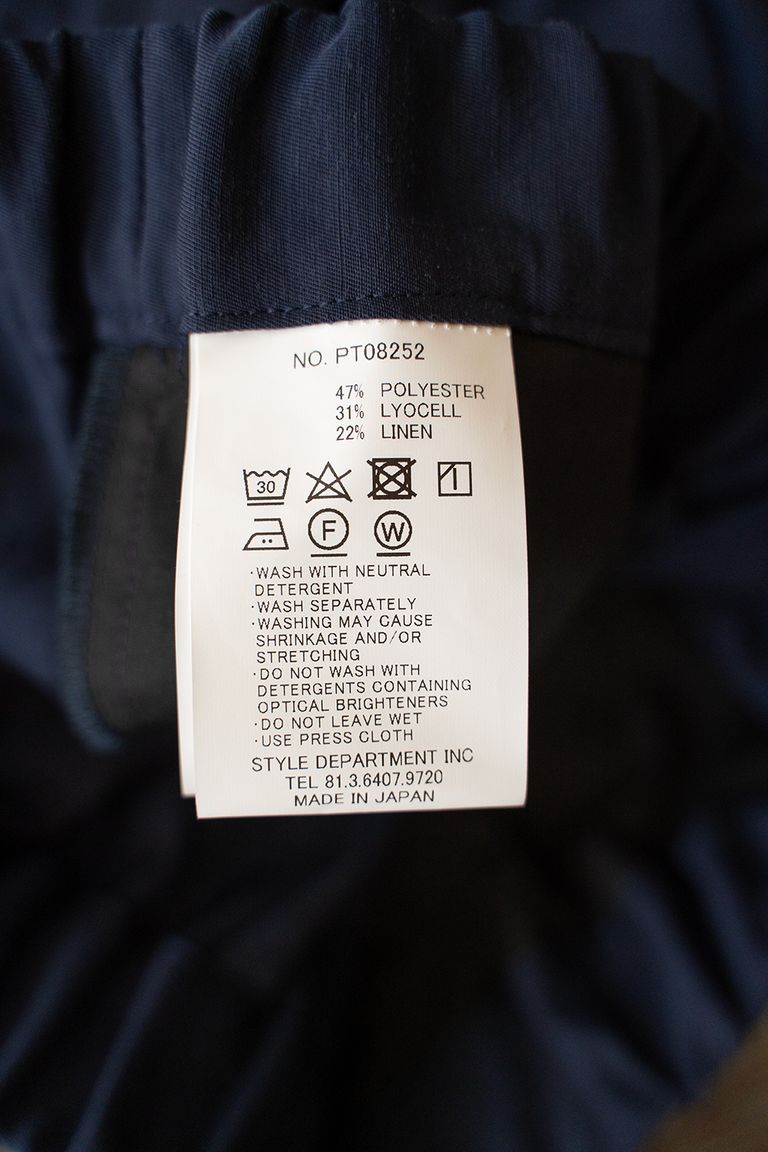 NO. PT08252
47% POLYESTER
31% LYOCELL
22% LINEN
30
F W
·WASH WITH NEUTRAL
DETERGENT
·WASH SEPARATELY
·WASHING MAY CAUSE
SHRINKAGE AND/OR
STRETCHING
·DO NOT WASH WITH
DETERGENTS CONTAINING
OPTICAL BRIGHTENERS
·DO NOT LEAVE WET
·USE PRESS CLOTH
STYLE DEPARTMENT INC
TEL 81.3.6407.9720
MADE IN JAPAN